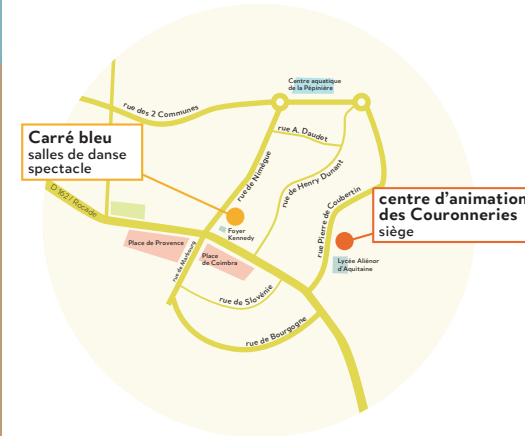 Centre aquatique
de la Pépinière
rue des 2 Communes
rue A. Daudet
Carré bleu
salles de danse
spectacle
rue de Nimègue
rue de Henry Dunant
D 162 / Rocade
rue Pierre de Coubertin
centre d'animation
des Couronneries
siège
Foyer
Kennedy
Place de Provence
rue de Marbourg
Place
de Coimbra
Lycée Aliénor
d'Aquitaine
rue de Slovénie
rue de Bourgogne